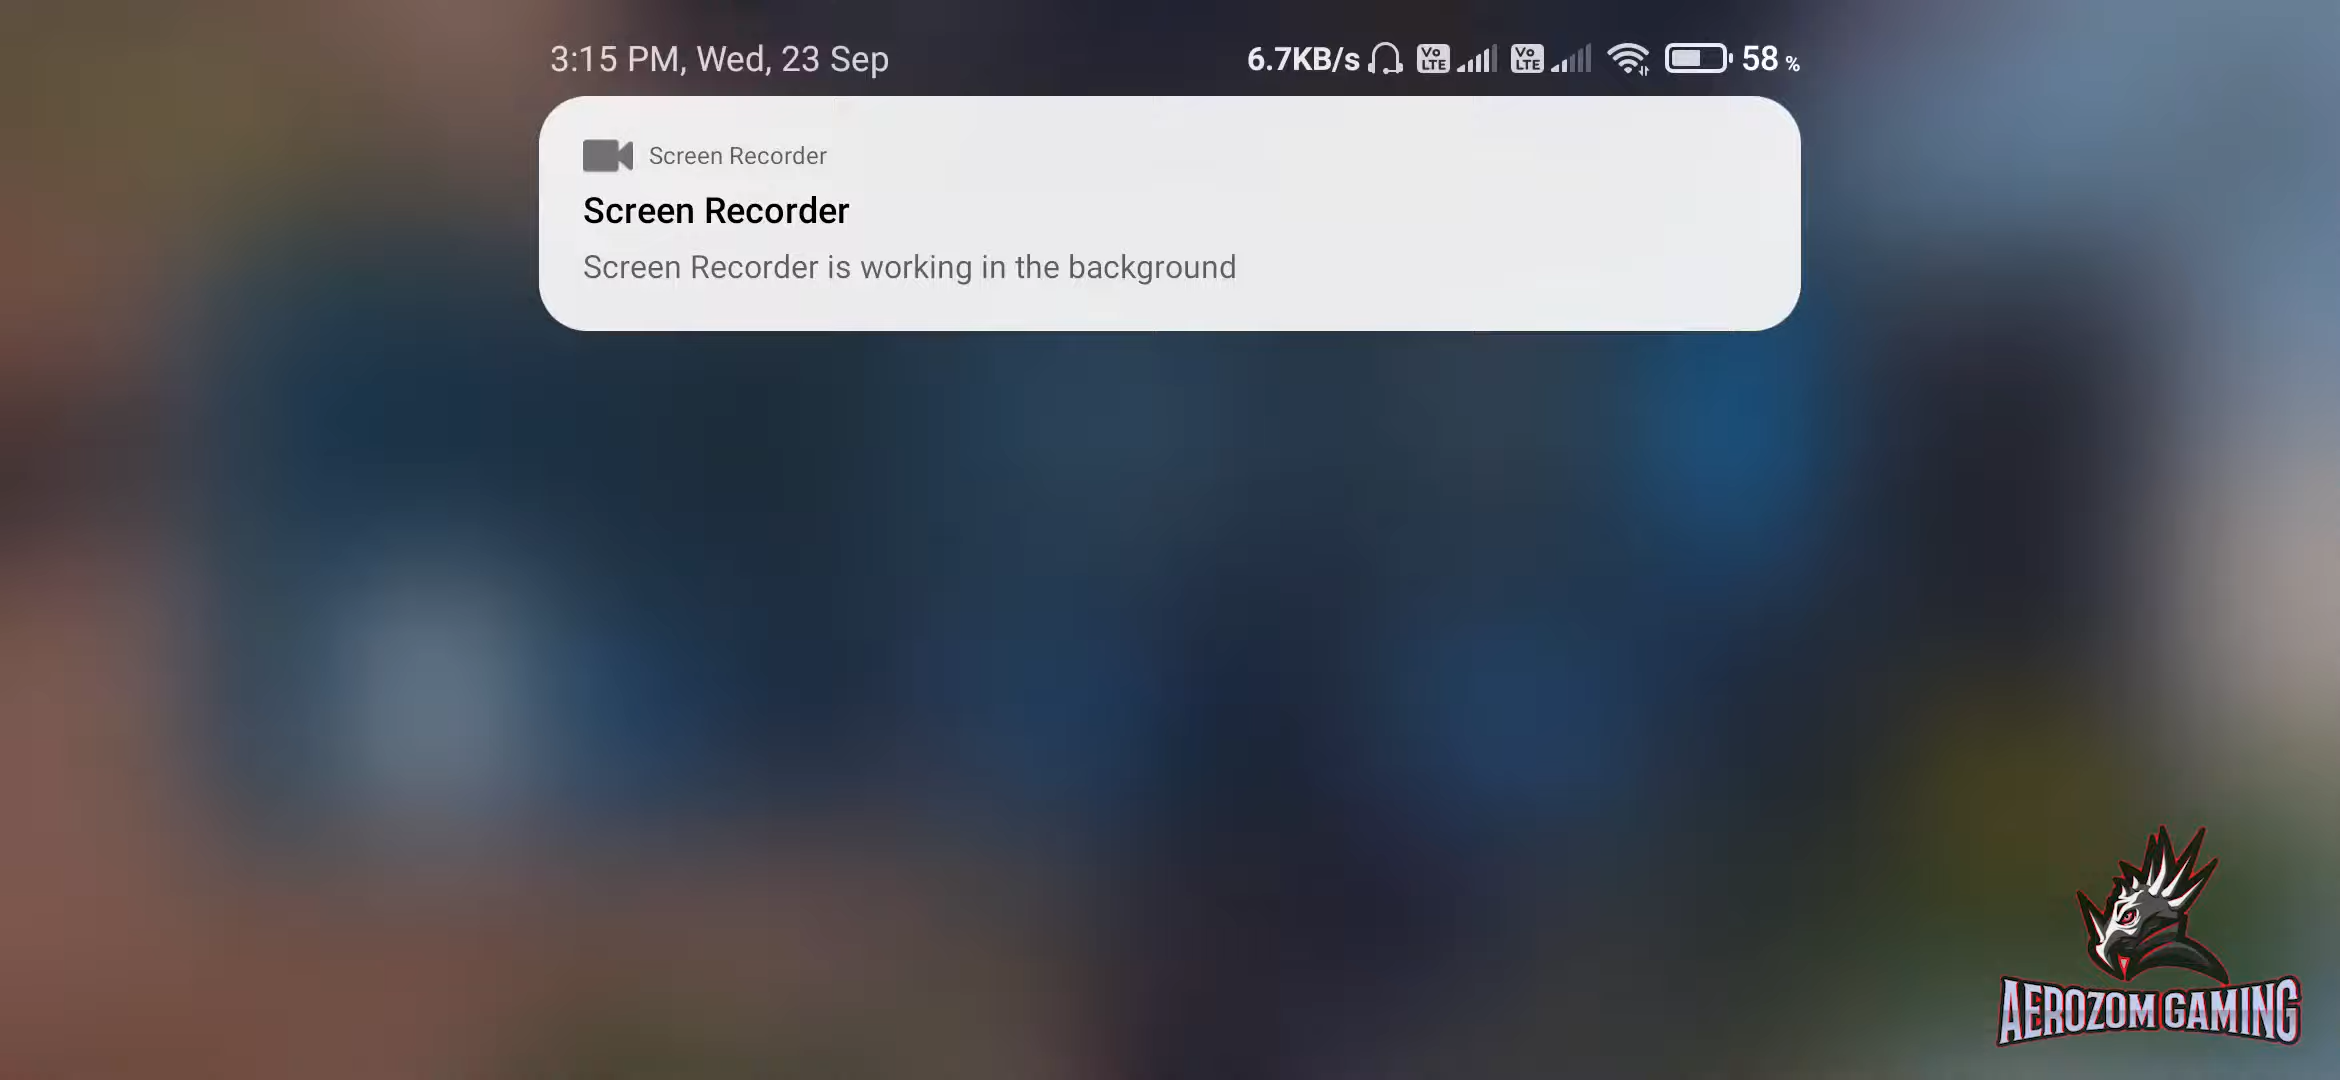 3:15 PM, Wed, 23 Sep
6.7KB/s Vo LTE Vo LTE 58 %
Screen Recorder
Screen Recorder
Screen Recorder is working in the background
AEROZOM GAMING